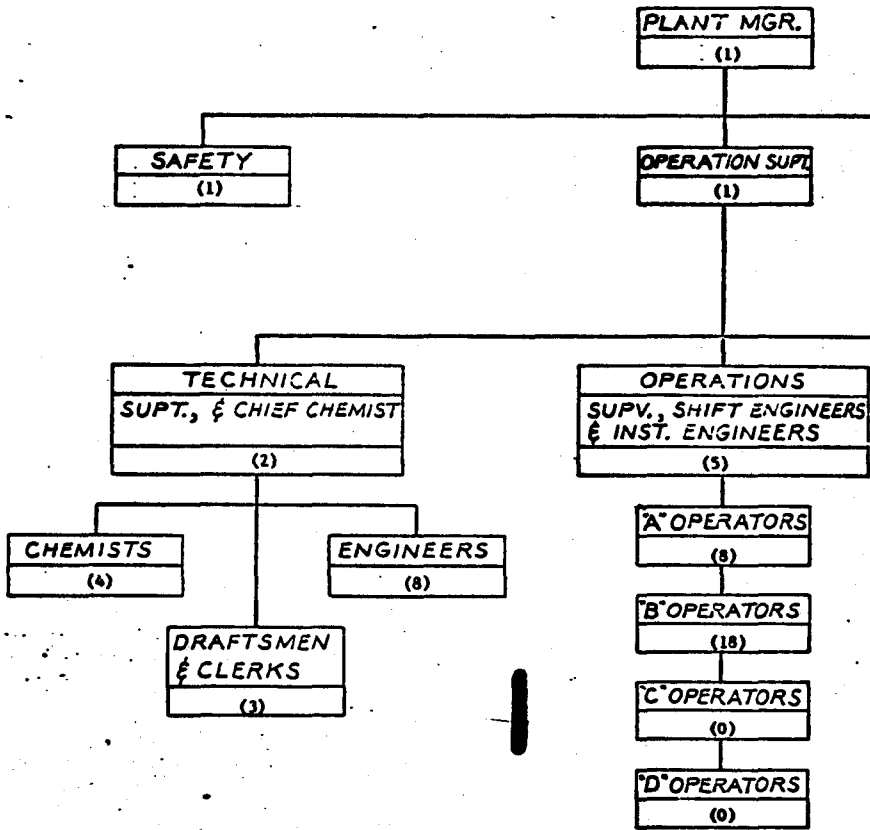 PLANT MGR.
(1)
SAFETY
(1)
OPERATION SUPT.
(1)
TECHNICAL
SUPT., & CHIEF CHEMIST
(2)
OPERATIONS
SUPV., SHIFT ENGINEERS
& INST. ENGINEERS
(5)
CHEMISTS
(4)
ENGINEERS
(8)
DRAFTSMEN
& CLERKS
(3)
"A" OPERATORS
(8)
"B" OPERATORS
(18)
"C" OPERATORS
(0)
"D" OPERATORS
(0)